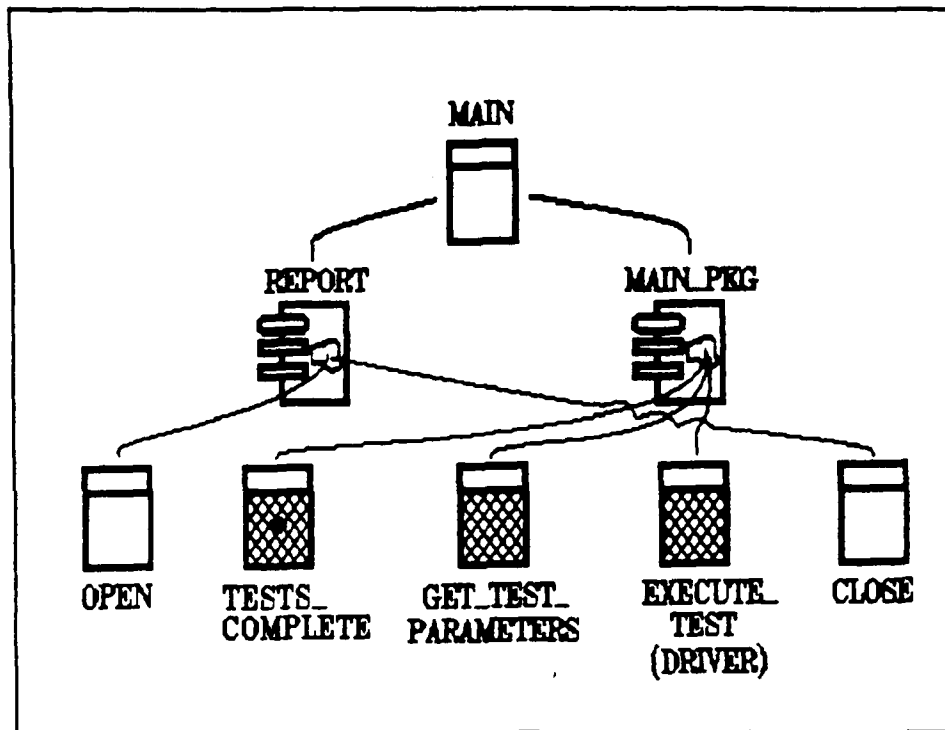 MAIN
REPORT
MAIN_PKG
OPEN
TESTS_
COMPLETE
GET_TEST_
PARAMETERS
EXECUTE_
TEST
(DRIVER)
CLOSE